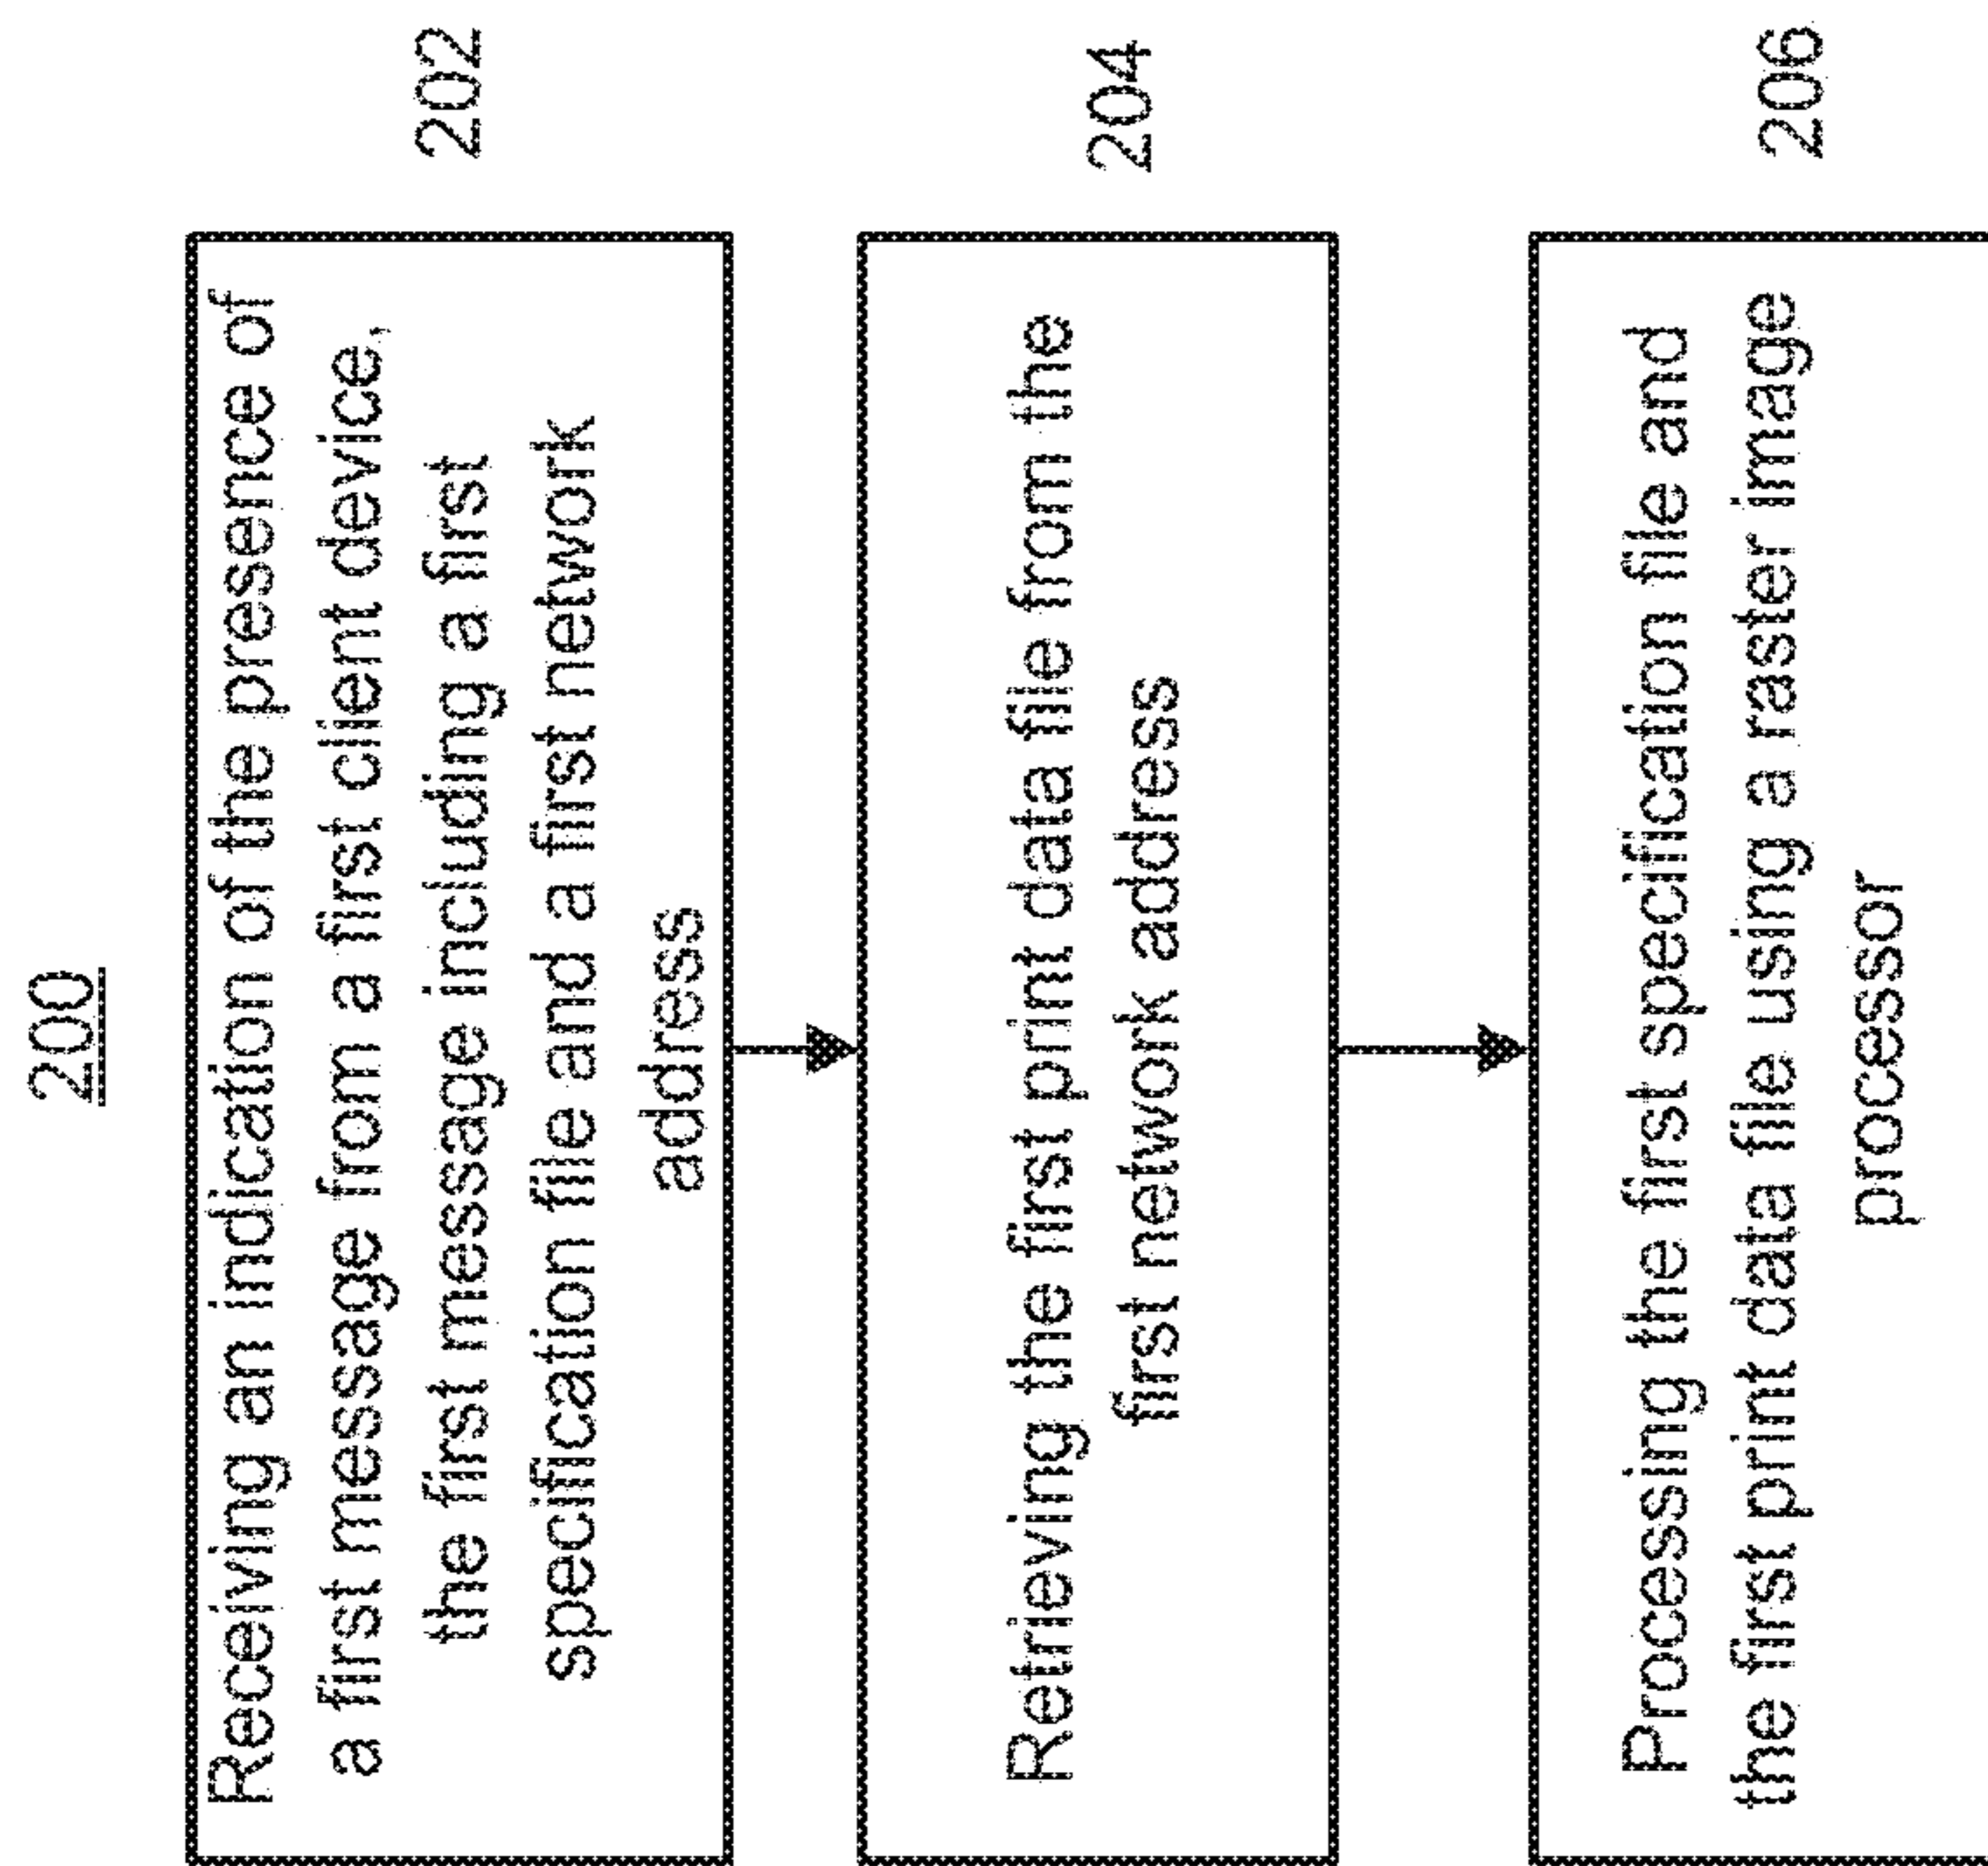 200
Receiving an indication of the presence of
a first message from a first client device,
the first message including a first
specification file and a first network
address
202
Retrieving the first print data file from the
first network address
204
Processing the first specification file and
the first print data file using a raster image
processor
206